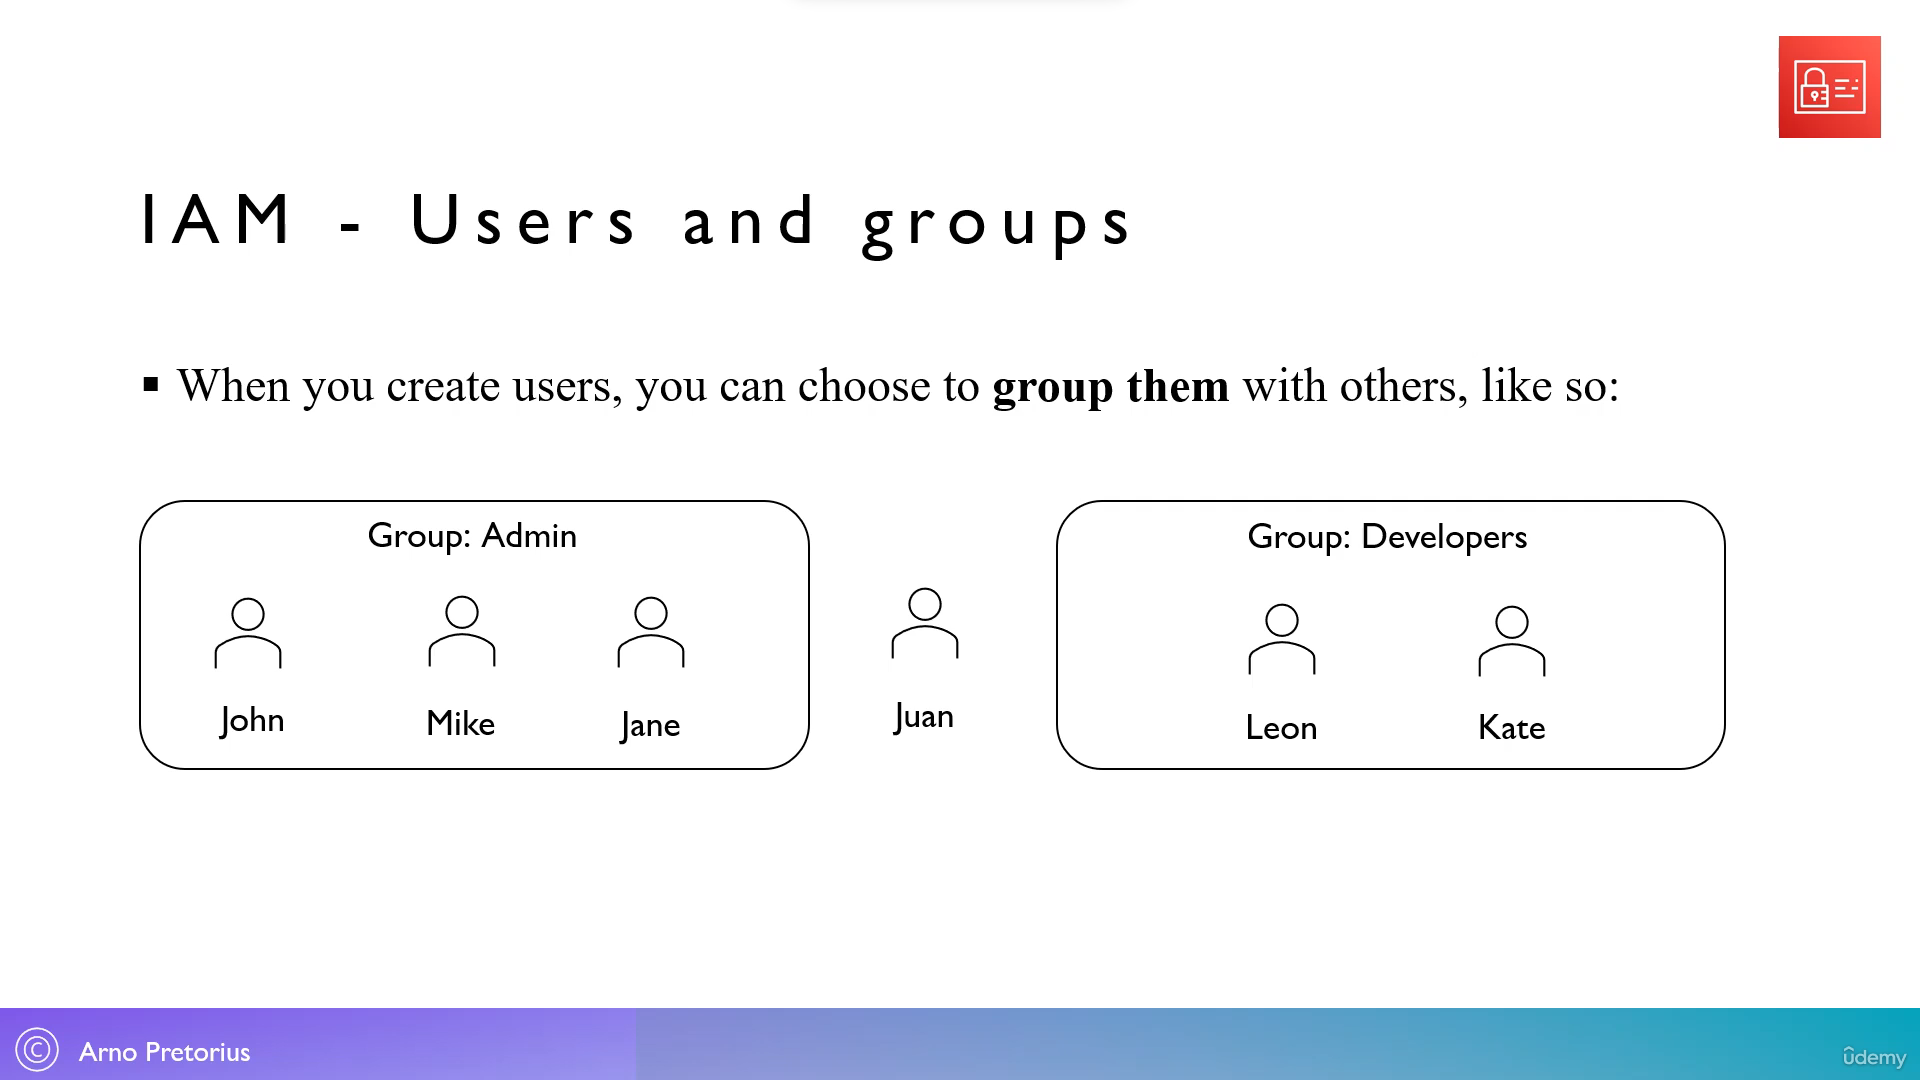 IAM - Users and groups
▪ When you create users, you can choose to group them with others, like so:
Group: Admin
John Mike Jane
Juan
Group: Developers
Leon Kate
© Arno Pretorius
ûdemy